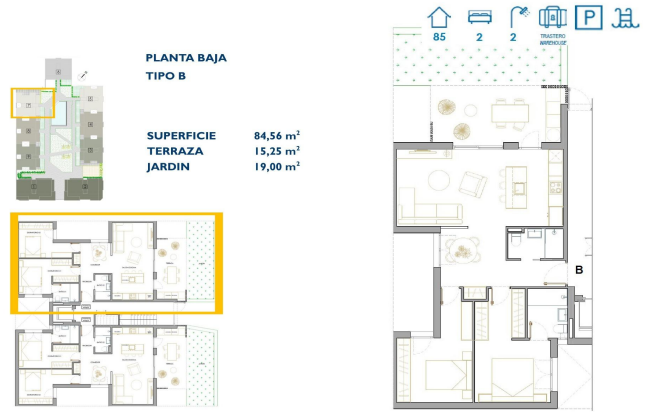 PLANTA BAJA
TIPO B
SUPERFICIE 84,56 m²
TERRAZA 15,25 m²
JARDIN 19,00 m²
85 2 2 TRASTERO P
WAREHOUSE
B